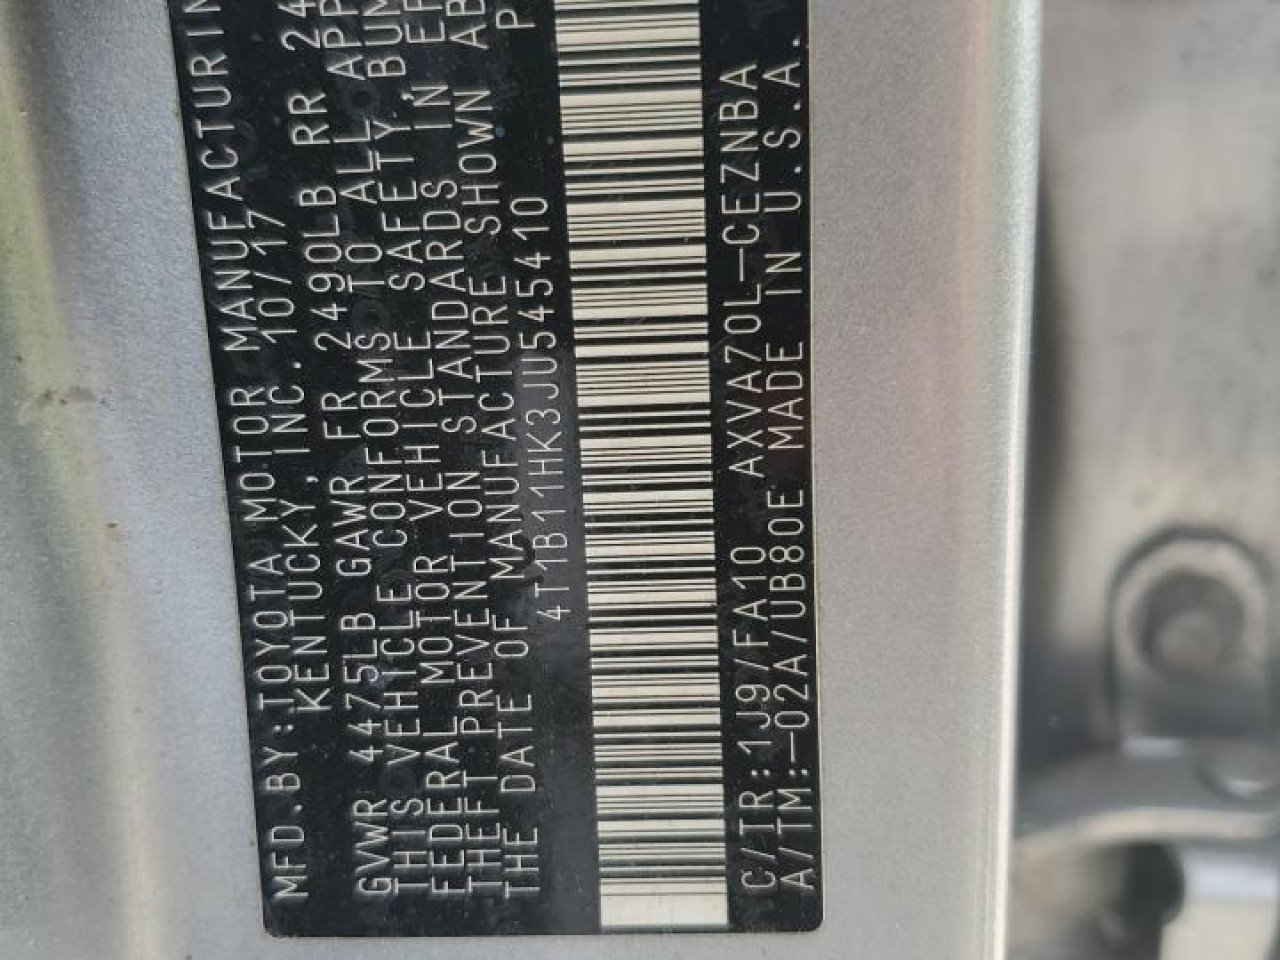 MFD.BY:TOYOTA MOTOR MANUFACTURIN
KENTUCKY,INC. 10/17
GVWR 4475LB GAWR FR 2490LB RR 24
THIS VEHICLE CONFORMS TO ALL APP
FEDERAL MOTOR VEHICLE SAFETY,BUM
THEFT PREVENTION STANDARDS IN EF
THE DATE OF MANUFACTURE SHOWN AB
4T1B11HK3JU545410 P
C/TR:1J9/FA10 AXVA70L-CEZNBA
A/TM:-02A/UB80E MADE IN U.S.A.